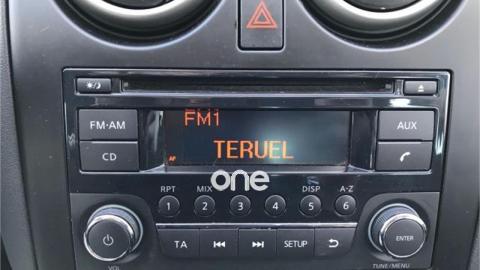 FM1
FM·AM
AUX
AF
TERUEL
CD
one
RPT MIX DISP A-Z
1 2 3 4 5 6
TA SETUP ENTER
VOL TUNE/MENU